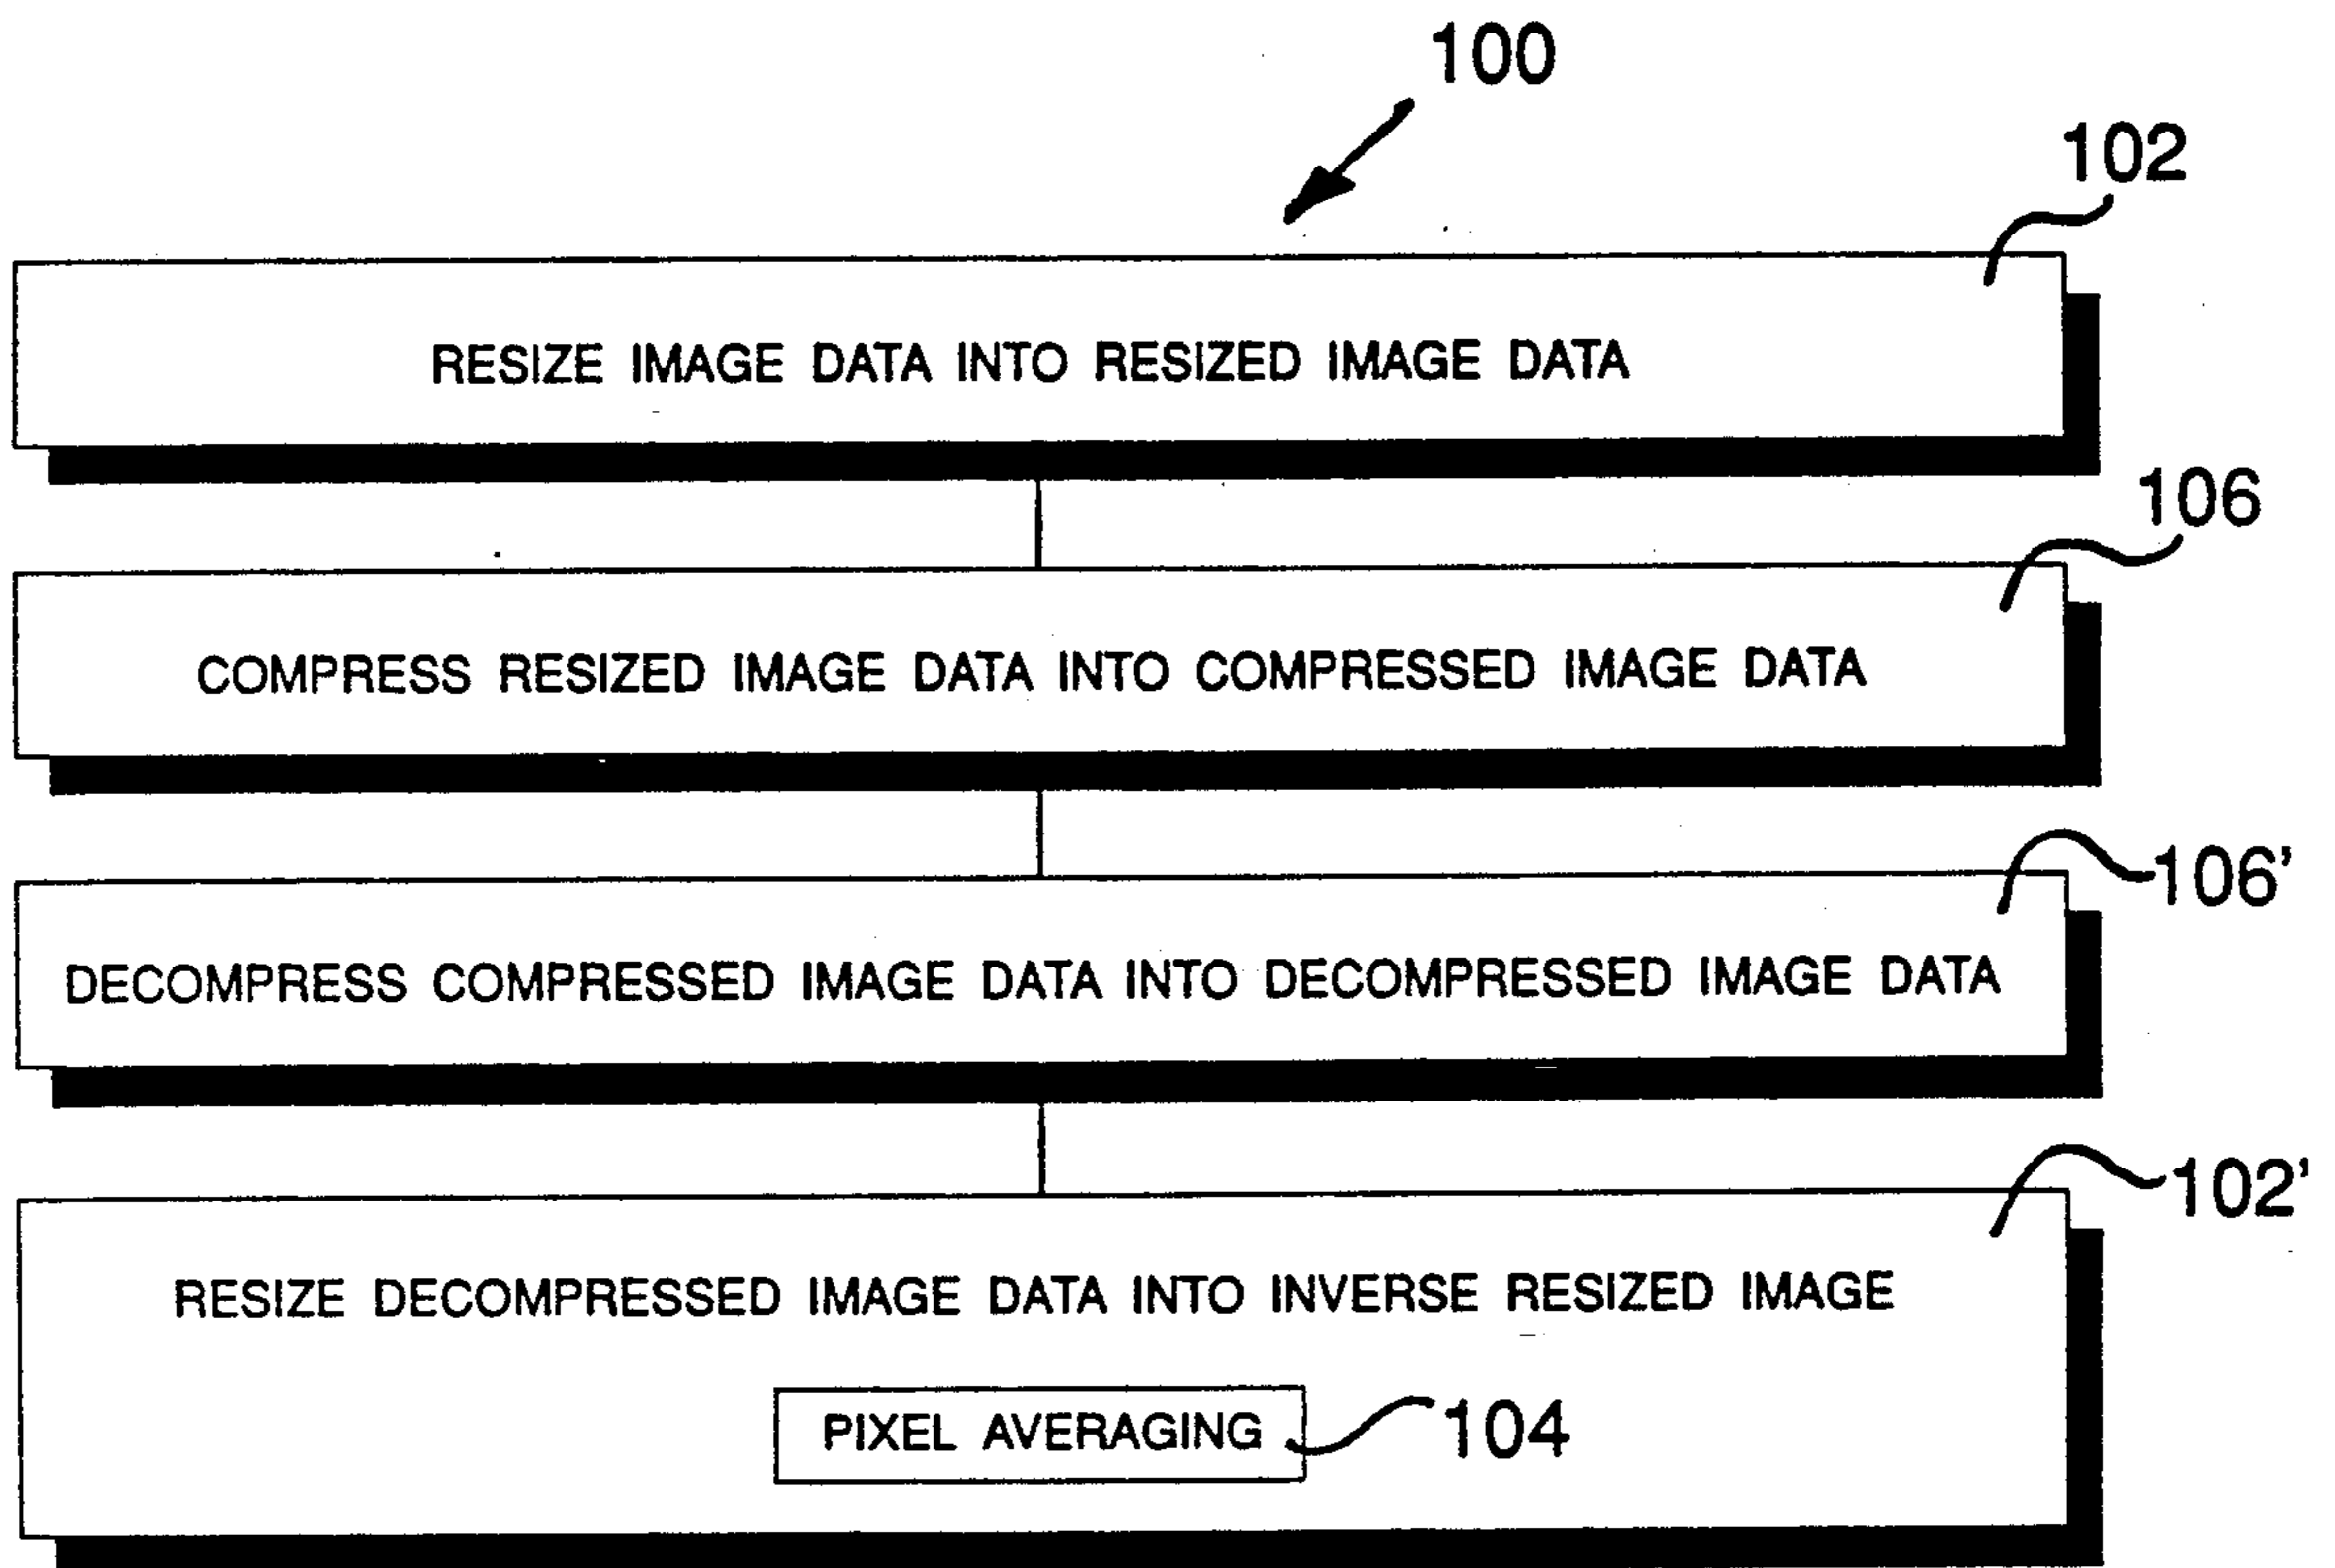 100
102
RESIZE IMAGE DATA INTO RESIZED IMAGE DATA
106
COMPRESS RESIZED IMAGE DATA INTO COMPRESSED IMAGE DATA
106'
DECOMPRESS COMPRESSED IMAGE DATA INTO DECOMPRESSED IMAGE DATA
102'
RESIZE DECOMPRESSED IMAGE DATA INTO INVERSE RESIZED IMAGE
PIXEL AVERAGING
104